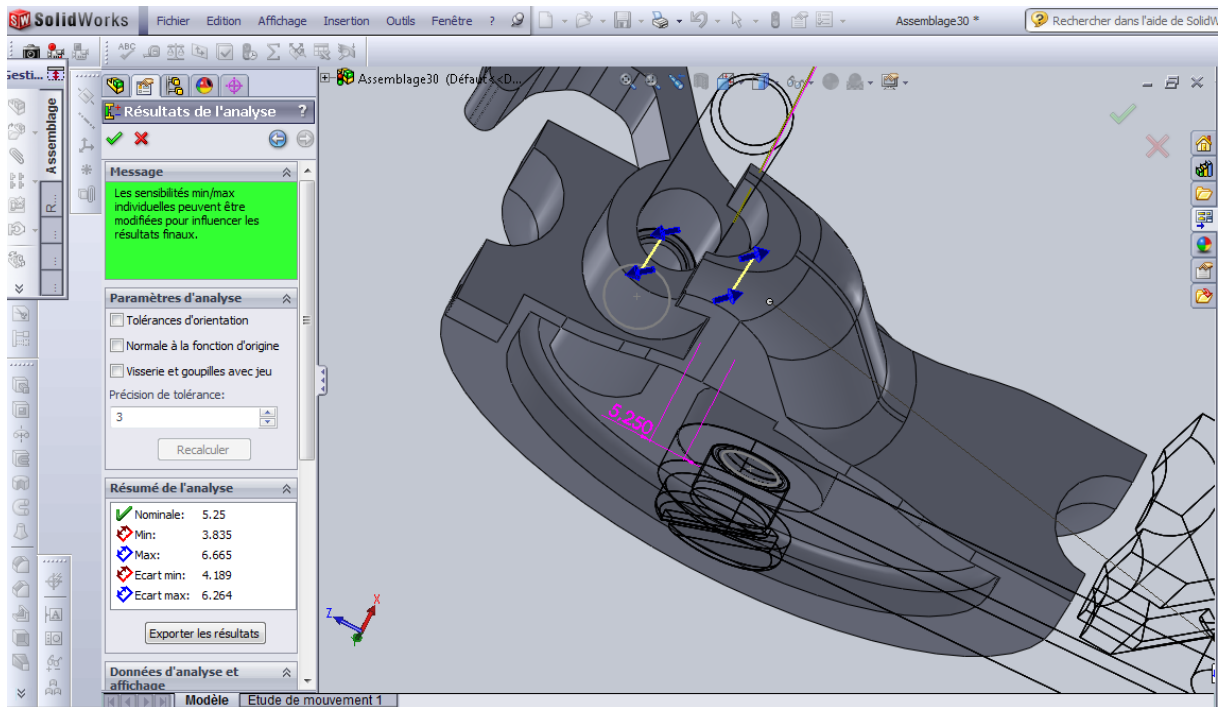 SolidWorks Fichier Edition Affichage Insertion Outils Fenêtre ? Assemblage30 * Rechercher dans l'aide de SolidW
ABC
Gesti...
Assemblage
R...
Assemblage30 (Défaut<<D...
Résultats de l'analyse ?
Message
Les sensibilités min/max
individuelles peuvent être
modifiées pour influencer les
résultats finaux.
Paramètres d'analyse
Tolérances d'orientation
Normale à la fonction d'origine
Visserie et goupilles avec jeu
Précision de tolérance:
3
Recalculer
Résumé de l'analyse
Nominale: 5.25
Min: 3.835
Max: 6.665
Ecart min: 4.189
Ecart max: 6.264
Exporter les résultats
Données d'analyse et
affichage
Modèle Etude de mouvement 1
5.250
Z
X